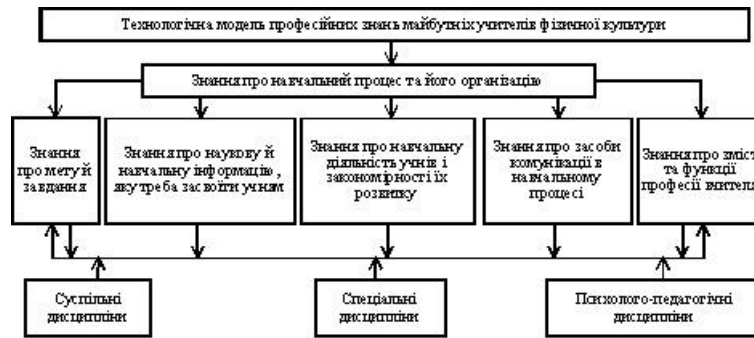 Технологічна модель професійних знань майбутніх учителів фізичної культури
Знання про навчальний процес та його організацію
Знання
про мету й
завдання
Знання про наукову й
навчальну інформацію,
яку треба засвоїти учням
Знання про навчальну
діяльність учнів і
закономірності їх
розвитку
Знання про засоби
комунікації в
навчальному
процесі
Знання про зміст
та функції
професії вчителя
Суспільні
дисципліни
Спеціальні
дисципліни
Психолого-педагогічні
дисципліни